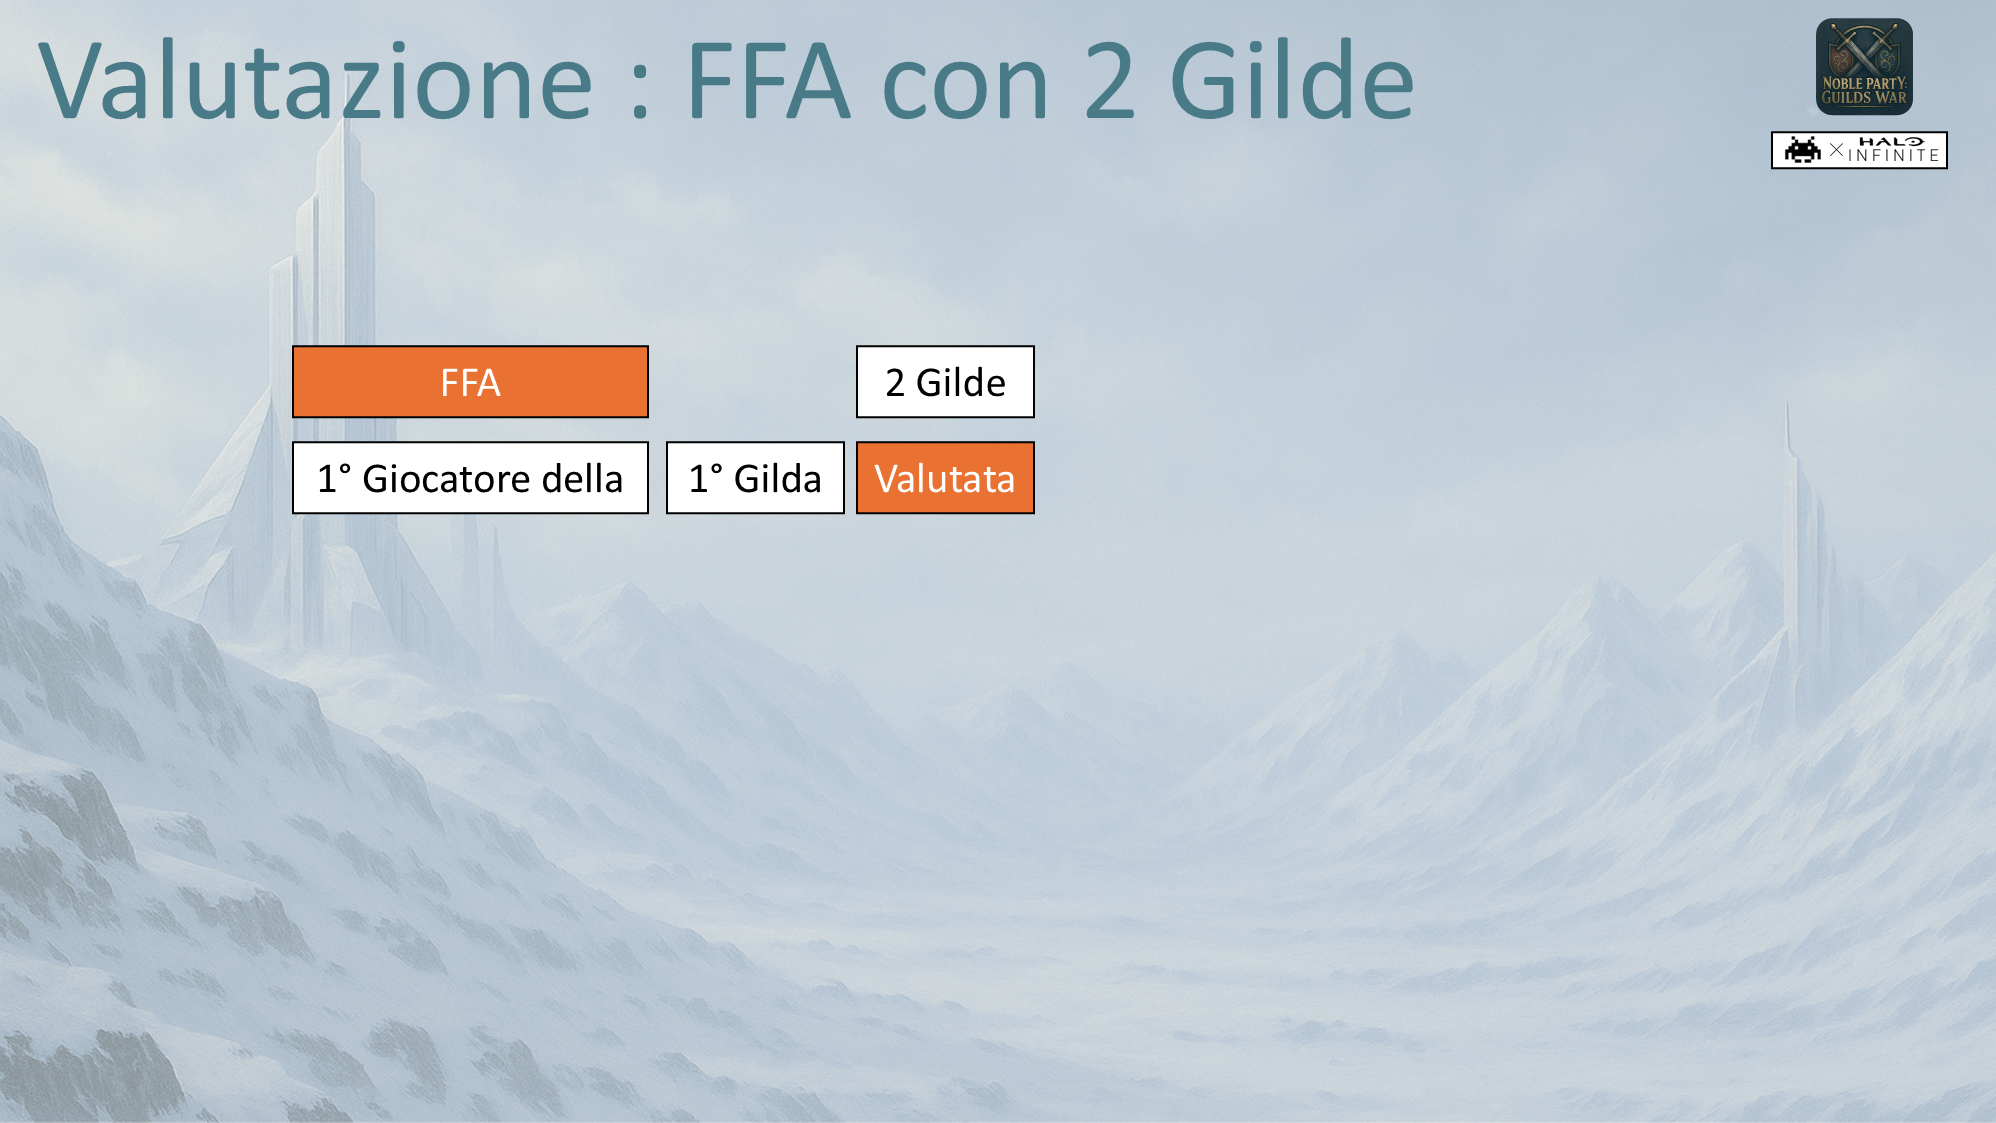 Valutazione : FFA con 2 Gilde
NOBLE PARTY:
GUILDS WAR
HALO
INFINITE
FFA
2 Gilde
1° Giocatore della
1° Gilda
Valutata